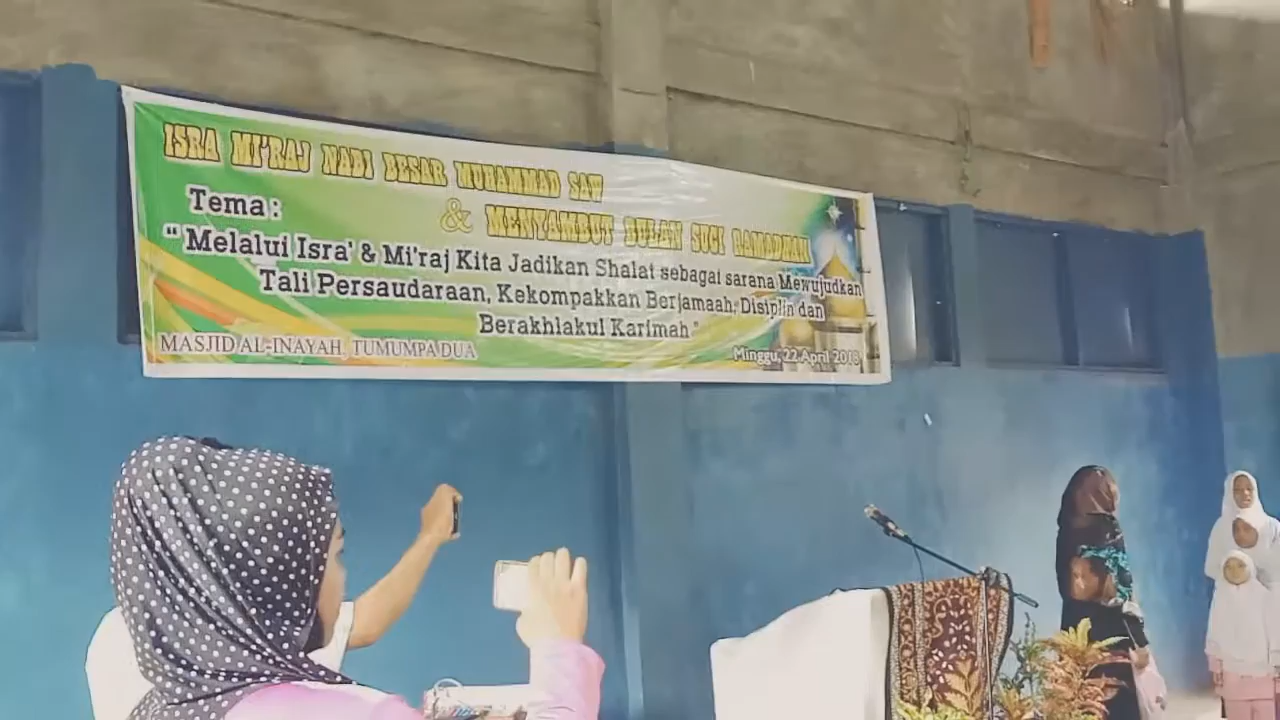 ISRA MI'RAJ NABI BESAR MUHAMMAD SAW
& MENYAMBUT BULAN SUCI RAMADHAN
Tema :
" Melalui Isra' & Mi'raj Kita Jadikan Shalat sebagai sarana Mewujudkan
Tali Persaudaraan, Kekompakkan Berjamaah, Disiplin dan
Berakhlakul Karimah "
MASJID AL-INAYAH, TUMUMPA DUA
Minggu, 22 April 2018